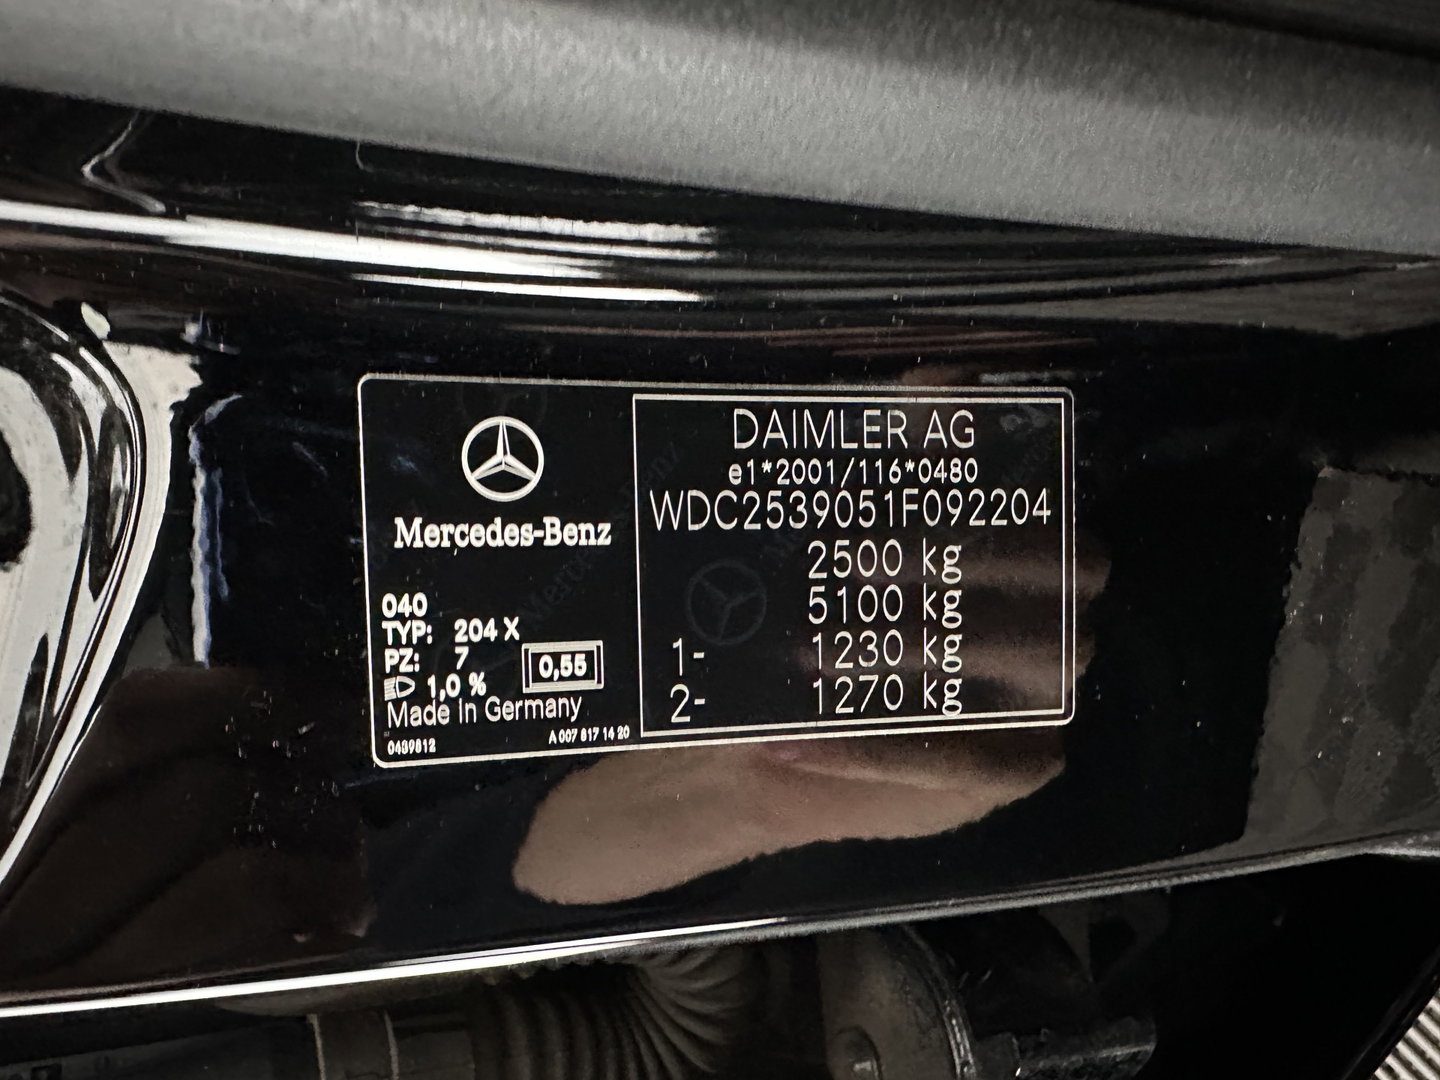 Mercedes-Benz
040
TYP: 204 X
PZ: 7
1,0 % 0,55
Made in Germany
0499812 A 007 817 14 20
DAIMLER AG
e1*2001/116*0480
WDC2539051F092204
2500 kg
5100 kg
1- 1230 kg
2- 1270 kg